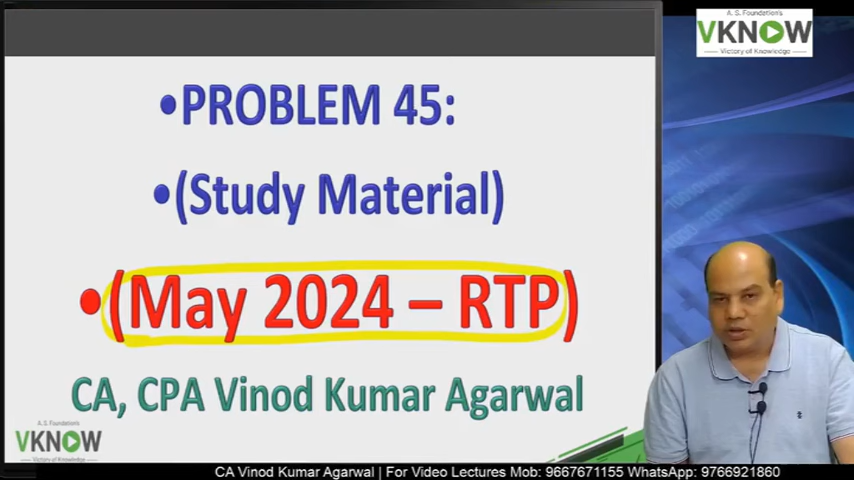 A. S. Foundation's
VKNOW
Victory of Knowledge
•PROBLEM 45:
•(Study Material)
•(May 2024 – RTP)
CA, CPA Vinod Kumar Agarwal
A. S. Foundation's
VKNOW
Victory of Knowledge
CA Vinod Kumar Agarwal | For Video Lectures Mob: 9667671155 WhatsApp: 9766921860